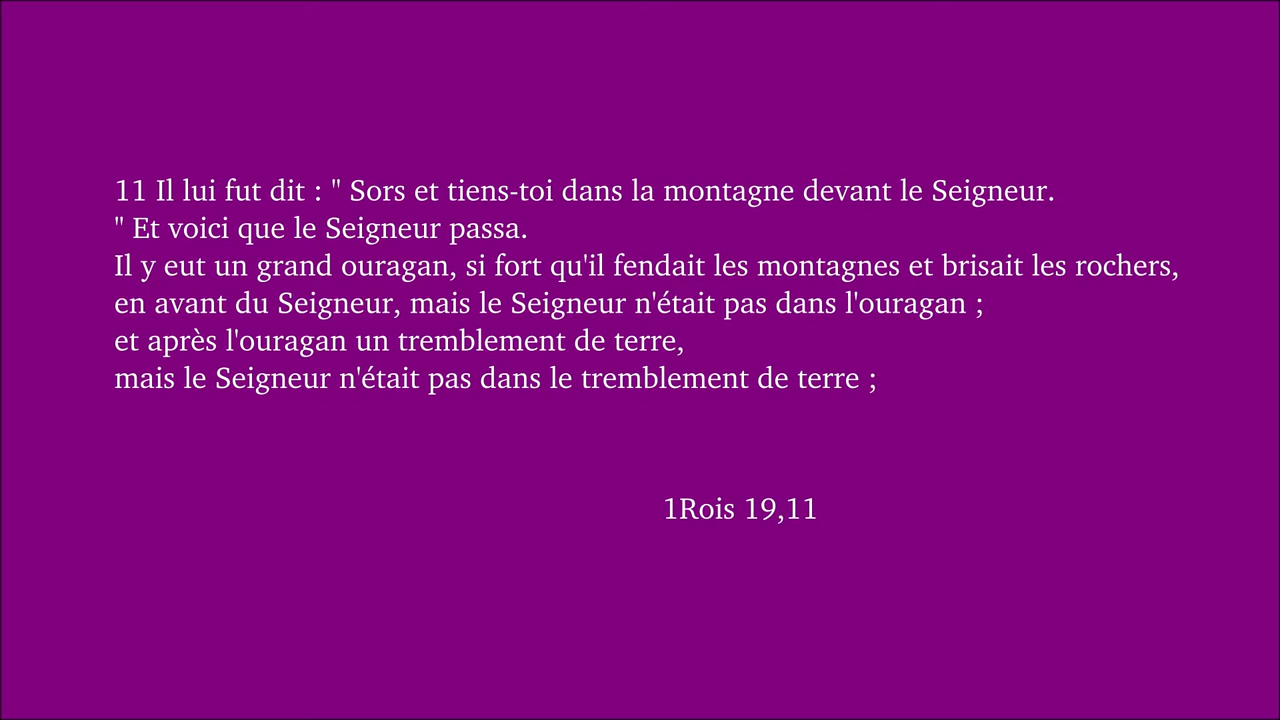 11 Il lui fut dit : " Sors et tiens-toi dans la montagne devant le Seigneur.
" Et voici que le Seigneur passa.
Il y eut un grand ouragan, si fort qu'il fendait les montagnes et brisait les rochers,
en avant du Seigneur, mais le Seigneur n'était pas dans l'ouragan ;
et après l'ouragan un tremblement de terre,
mais le Seigneur n'était pas dans le tremblement de terre ;
1Rois 19,11